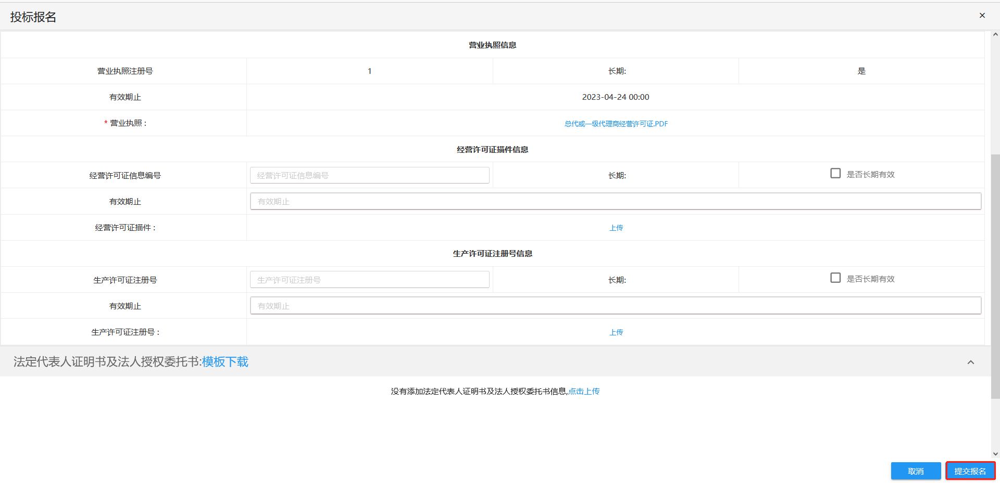 投标报名
营业执照信息
营业执照注册号 1 长期: 是
有效期止 2023-04-24 00:00
* 营业执照 : 总代或一级代理商经营许可证.PDF
经营许可证描件信息
经营许可证信息编号 经营许可证信息编号 长期: 是否长期有效
有效期止 有效期止
经营许可证描件 : 上传
生产许可证注册号信息
生产许可证注册号 生产许可证注册号 长期: 是否长期有效
有效期止 有效期止
生产许可证注册号 : 上传
法定代表人证明书及法人授权委托书:模板下载
没有添加法定代表人证明书及法人授权委托书信息,点击上传
取消 提交报名